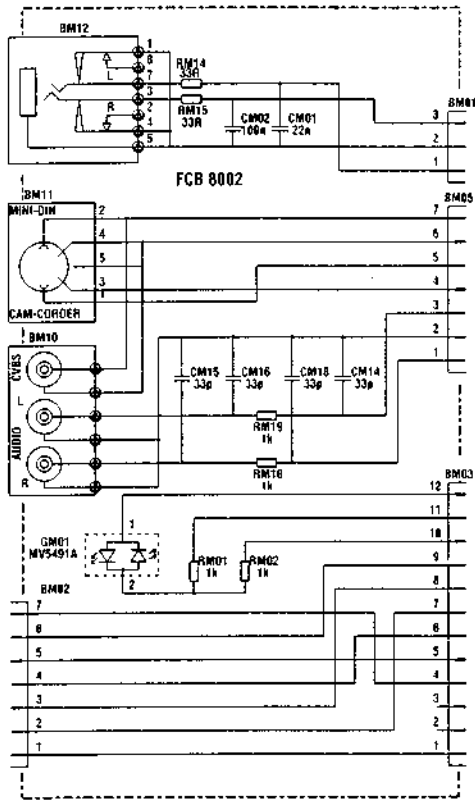 BM12
1
6
7
3
2
4
5
L
R
RM14
33R
RM15
33R
CM02
100n
CM01
22n
BM01
3
2
1
FCB 8002
BM11
MINI-DIN
CAM-CORDER
2
4
5
3
1
BM05
7
6
5
4
3
2
1
BM10
CVBS
L
AUDIO
R
CM15
33p
CM16
33p
CM18
33p
CM14
33p
RM19
1k
RM18
1k
BM03
12
11
10
9
8
7
6
5
4
3
2
1
GM01
MV5491A
1
2
RM01
1k
RM02
1k
BM02
7
6
5
4
3
2
1